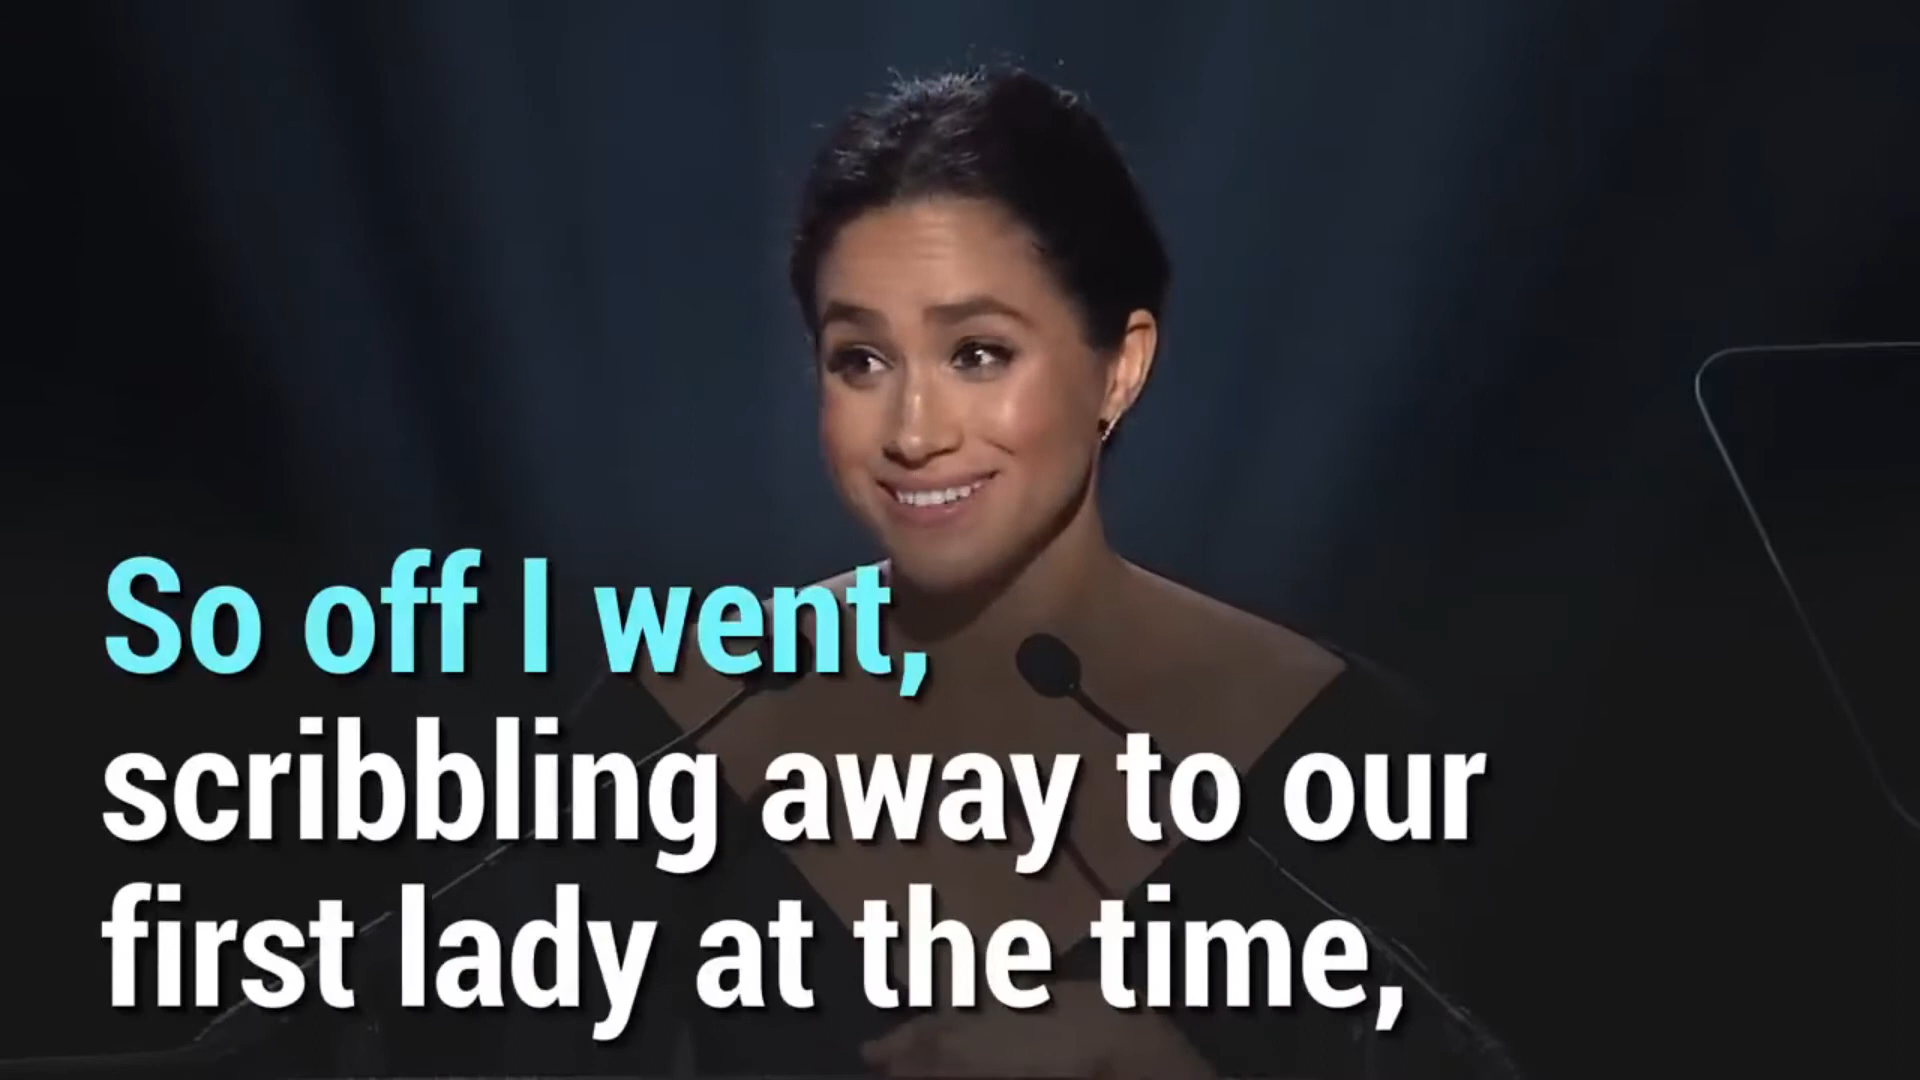 So off I went,
scribbling away to our
first lady at the time,